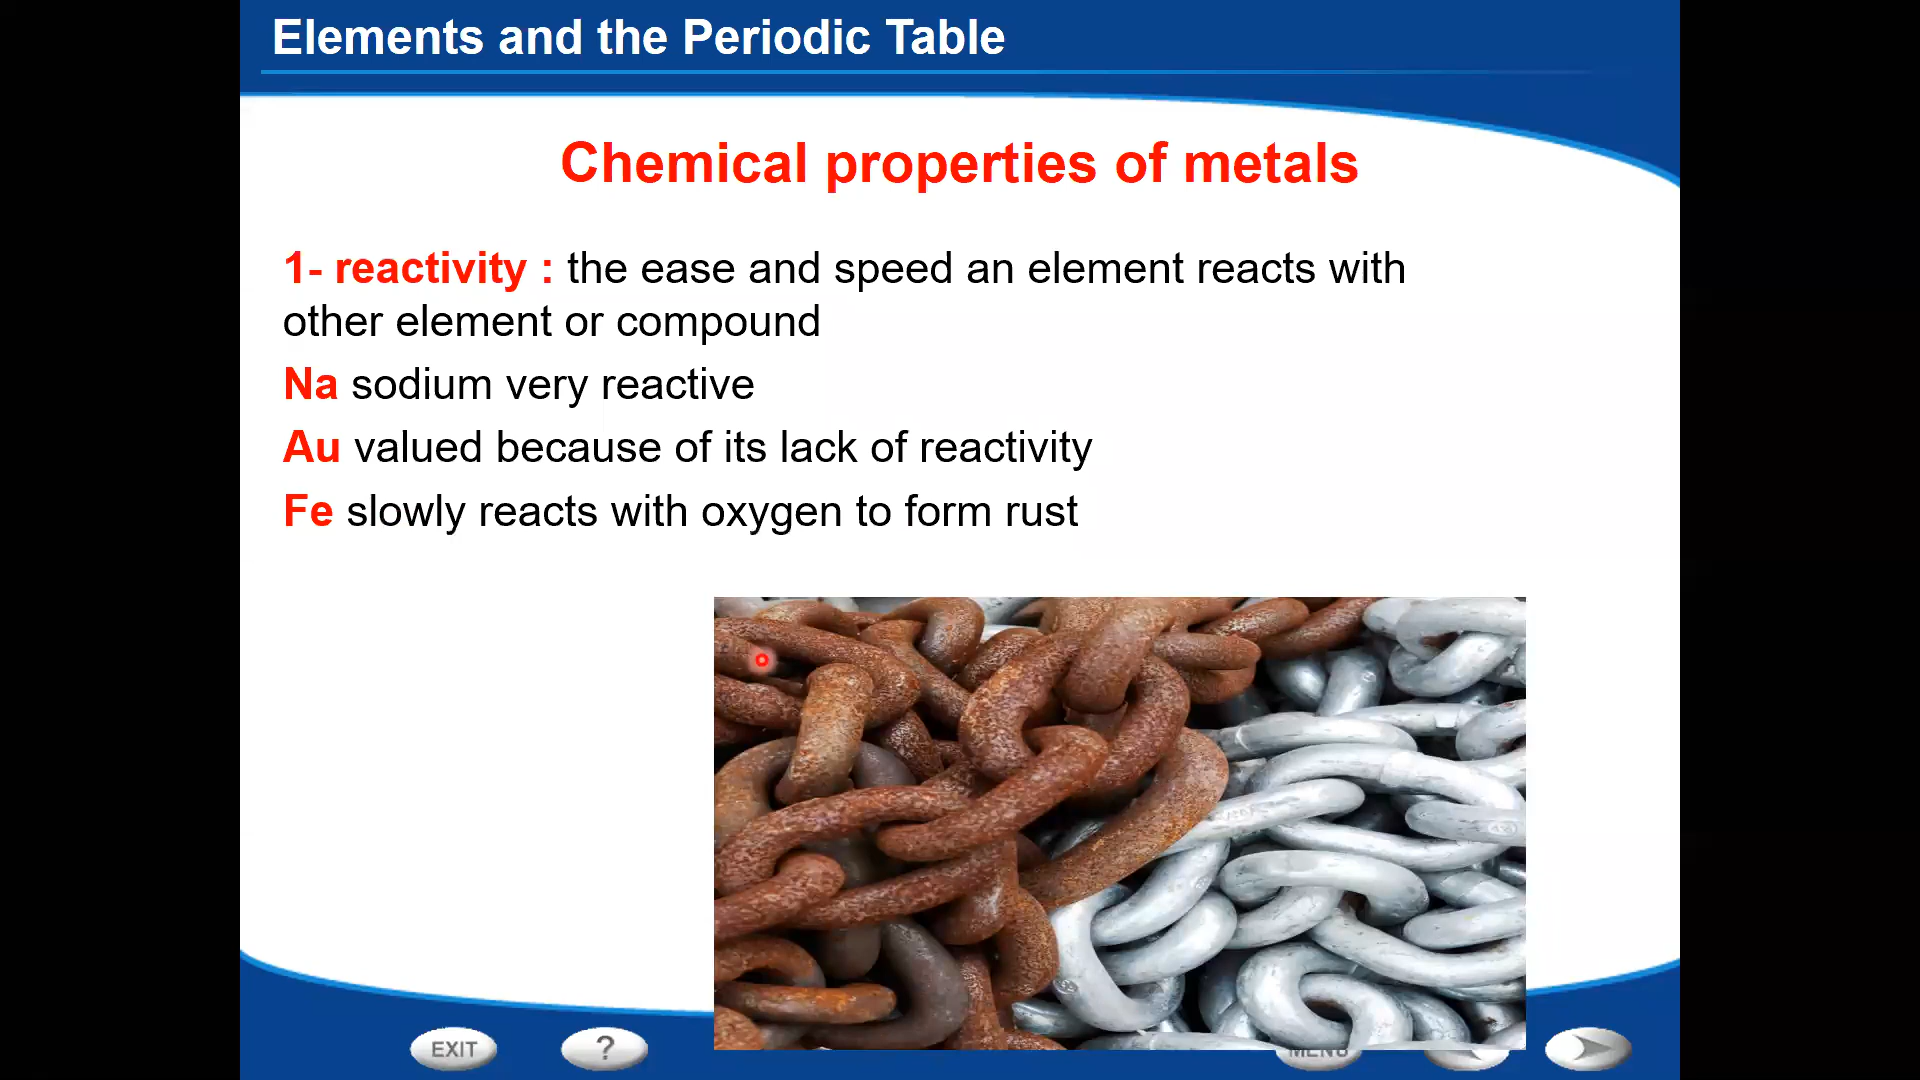 Elements and the Periodic Table
Chemical properties of metals
1- reactivity : the ease and speed an element reacts with
other element or compound
Na sodium very reactive
Au valued because of its lack of reactivity
Fe slowly reacts with oxygen to form rust
EXIT
?
MENU